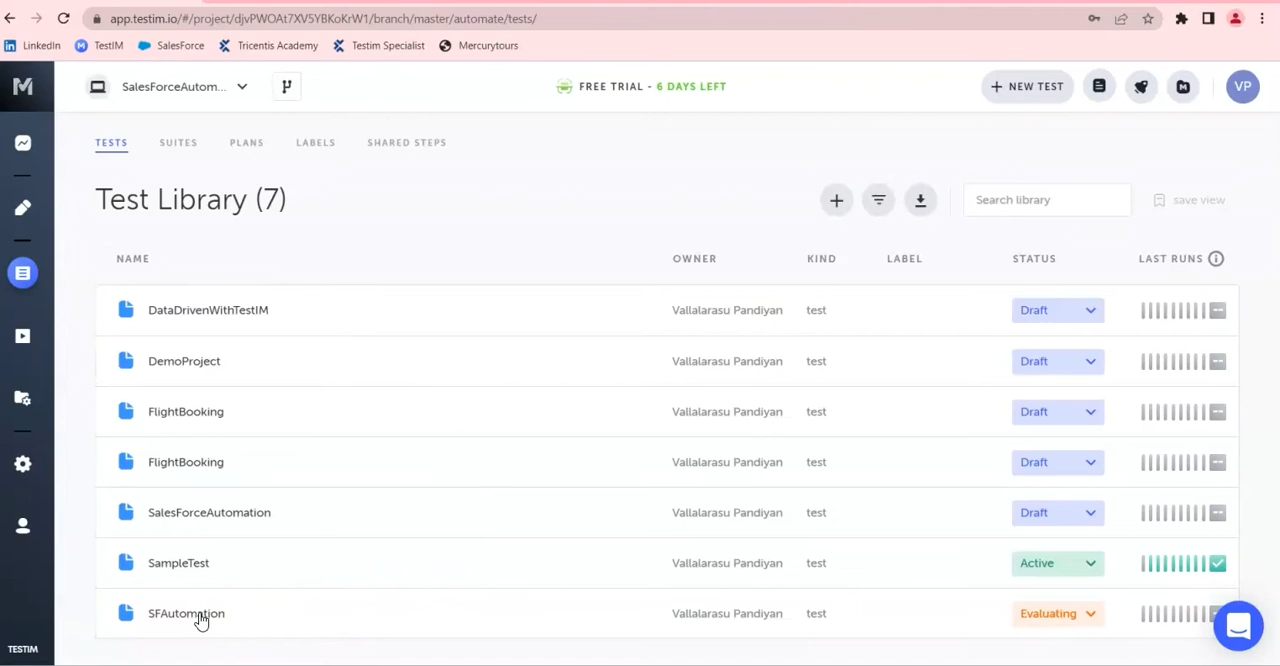 app.testim.io/#/project/djvPWOAt7XV5YBKoKrW1/branch/master/automate/tests/
LinkedIn TestIM SalesForce Tricentis Academy Testim Specialist Mercurytours
SalesForceAutom... FREE TRIAL - 6 DAYS LEFT + NEW TEST VP
TESTS SUITES PLANS LABELS SHARED STEPS
Test Library (7) Search library save view
NAME OWNER KIND LABEL STATUS LAST RUNS
DataDrivenWithTestIM Vallalarasu Pandiyan test Draft
DemoProject Vallalarasu Pandiyan test Draft
FlightBooking Vallalarasu Pandiyan test Draft
FlightBooking Vallalarasu Pandiyan test Draft
SalesForceAutomation Vallalarasu Pandiyan test Draft
SampleTest Vallalarasu Pandiyan test Active
SFAutomation Vallalarasu Pandiyan test Evaluating
TESTIM